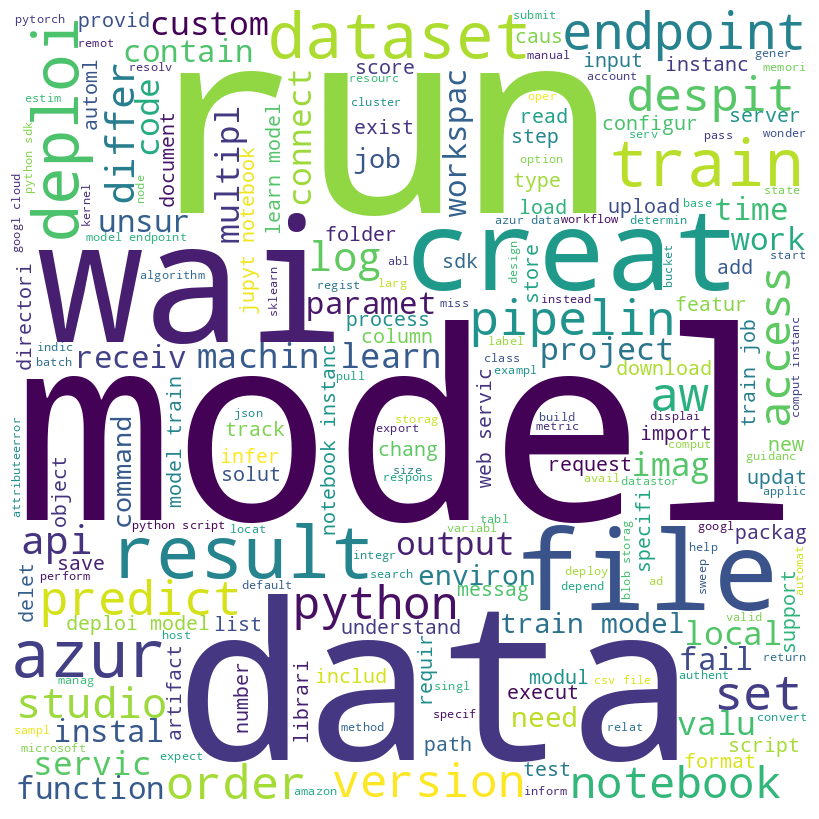 pytorch
provid
custom
dataset
submit
caus
manual
endpoint
remot
resolv
contain
score
input
instanc
gener
account
memori
estim
automl
deploi
differ
code
document
multipl
jupyt notebook
learn model
connect
run
resourc
cluster
exist
job
workspac
oper
read
step
type
load
serv
option
despit
configur
pass
server
wonder
train
upload
base
state
time
python sdk
node
googl cloud
kernel
unsur
model endpoint
folder
azur data
workflow
determin
work
start
wai
log
algorithm
sklearn
abl
regist
larg
sdk
miss
creat
store
design
instead
bucket
add
featur
access
directori
paramet
process
column
pipelin
label
project
indic
batch
receiv
machin learn
pull
class
exampl
download
train job
comput instanc
model
json
track
infer
solut
model train
command
object
attributeerror
notebook instanc
storag
export
chang
size
respons
web servic
build
metric
request
aw
displai
import
imag
avail
comput
datastor
new
guidanc
updat
applic
python script
locat
variabl
tabl
specifi
googl
packag
api
save
perform
result
output
integr
search
environ
messag
file
deploy
depend
ad
blob storag
help
sweep
support
automat
delet
predict
default
python
deploi model
list
host
understand
requir
train model
local
valid
azur
manag
artifact
number
librari
data
includ
singl
modul
execut
csv file
fail
authent
return
set
studio
sampl
instal
method
specif
path
need
relat
valu
convert
script
microsoft
servic
expect
test
format
function
order
amazon
version
inform
notebook